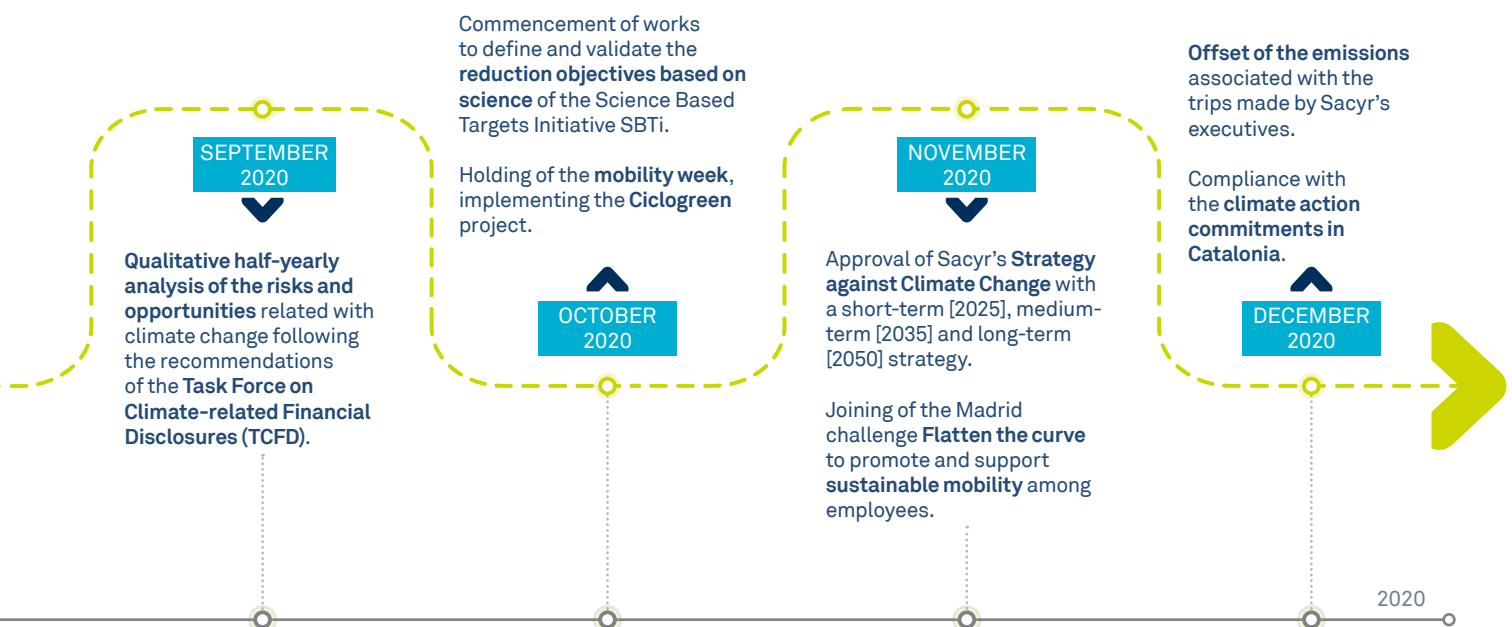 SEPTEMBER
2020
Qualitative half-yearly
analysis of the risks and
opportunities related with
climate change following
the recommendations
of the Task Force on
Climate-related Financial
Disclosures (TCFD).
Commencement of works
to define and validate the
reduction objectives based on
science of the Science Based
Targets Initiative SBTi.
Holding of the mobility week,
implementing the Ciclogreen
project.
OCTOBER
2020
NOVEMBER
2020
Approval of Sacyr’s Strategy
against Climate Change with
a short-term [2025], medium-
term [2035] and long-term
[2050] strategy.
Joining of the Madrid
challenge Flatten the curve
to promote and support
sustainable mobility among
employees.
Offset of the emissions
associated with the
trips made by Sacyr’s
executives.
Compliance with
the climate action
commitments in
Catalonia.
DECEMBER
2020
2020